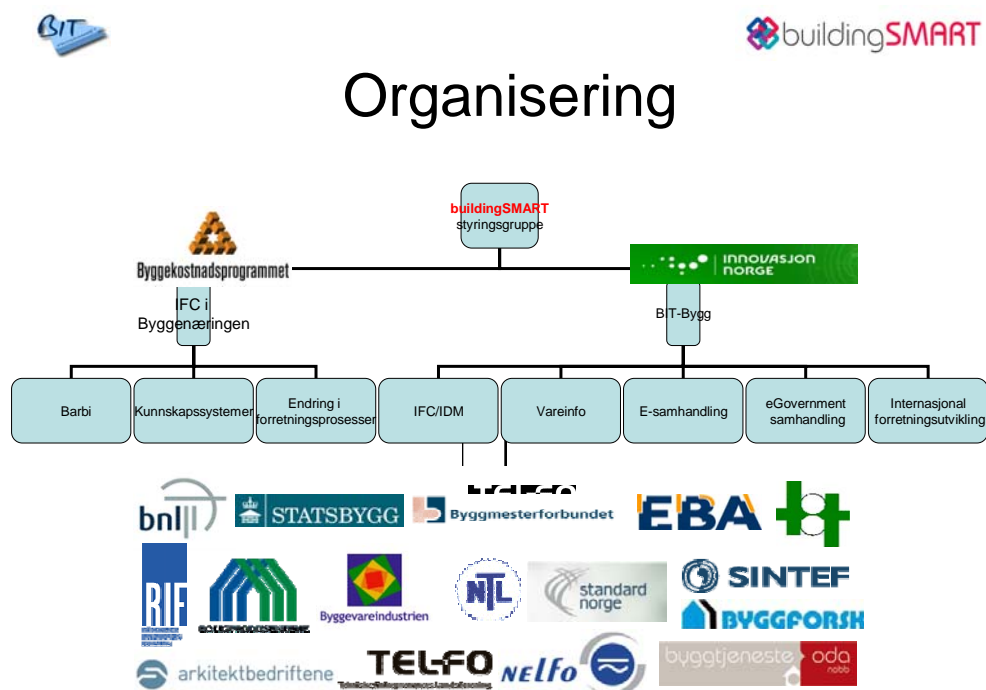 BIT
buildingSMART
Organisering
buildingSMART
styringsgruppe
Byggekostnadsprogrammet
INNOVASJON
NORGE
IFC i
Byggenæringen
BIT-Bygg
Barbi
Kunnskapssystemer
Endring i
forretningsprosesser
IFC/IDM
Vareinfo
E-samhandling
eGovernment
samhandling
Internasjonal
forretningsutvikling
bnl
STATSBYGG
Byggmesterforbundet
EBA
RIF
Byggevareindustrien
NTL
standard
norge
SINTEF
BYGGFORSK
arkitektbedriftene
TELFO
NELFO
byggtjeneste
oda
nobb